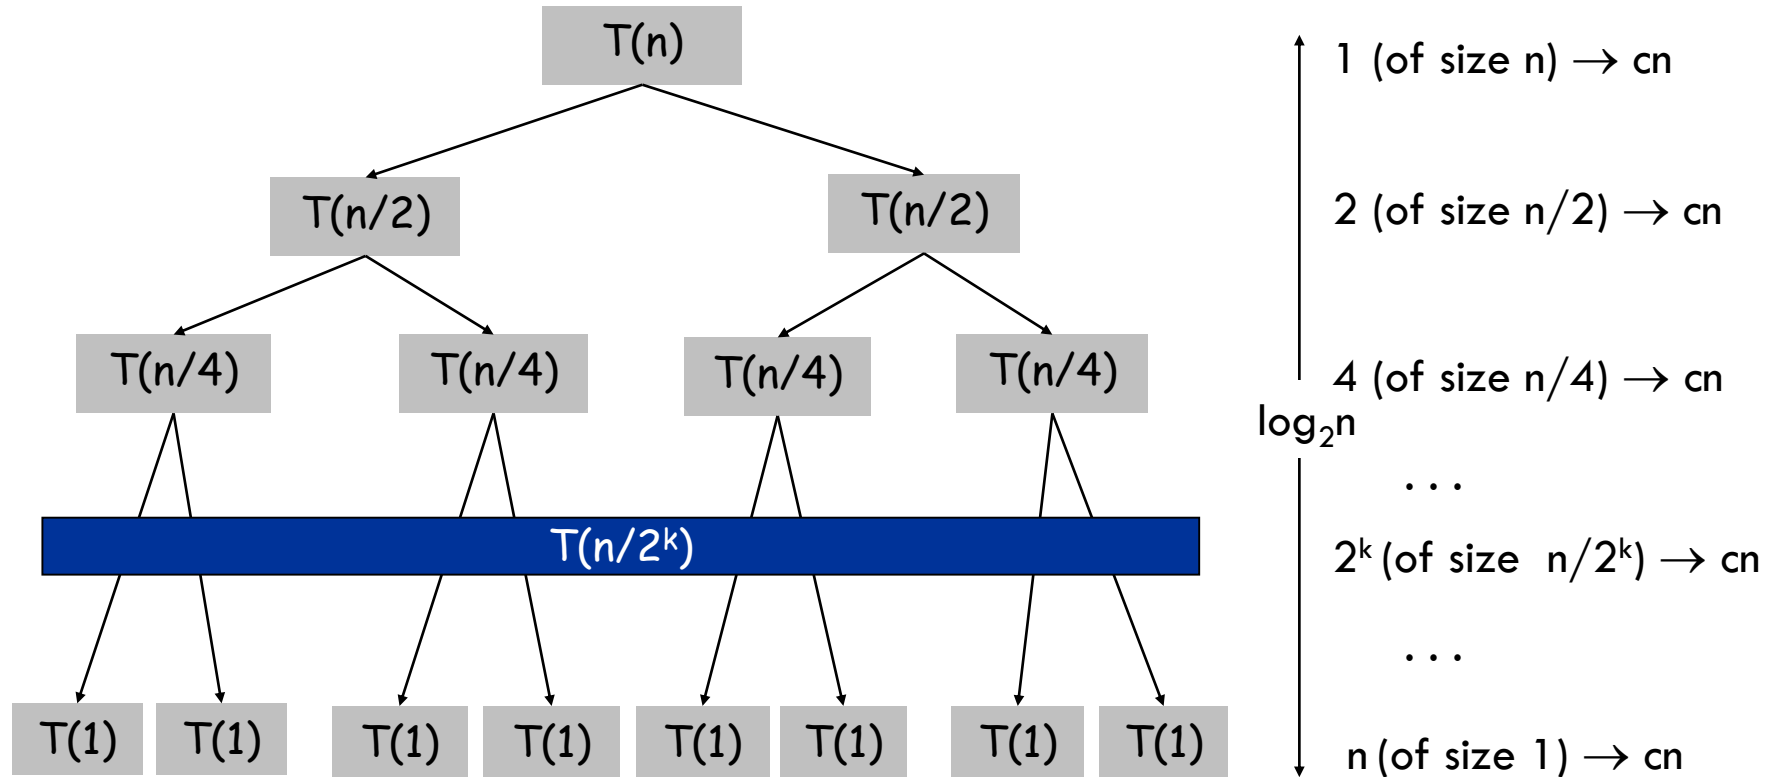 T(n)
1 (of size n) → cn
T(n/2) T(n/2)
2 (of size n/2) → cn
T(n/4) T(n/4) T(n/4) T(n/4)
4 (of size n/4) → cn
log₂n
. . .
T(n/2ᵏ)
2ᵏ (of size n/2ᵏ) → cn
. . .
T(1) T(1) T(1) T(1) T(1) T(1) T(1) T(1)
n (of size 1) → cn